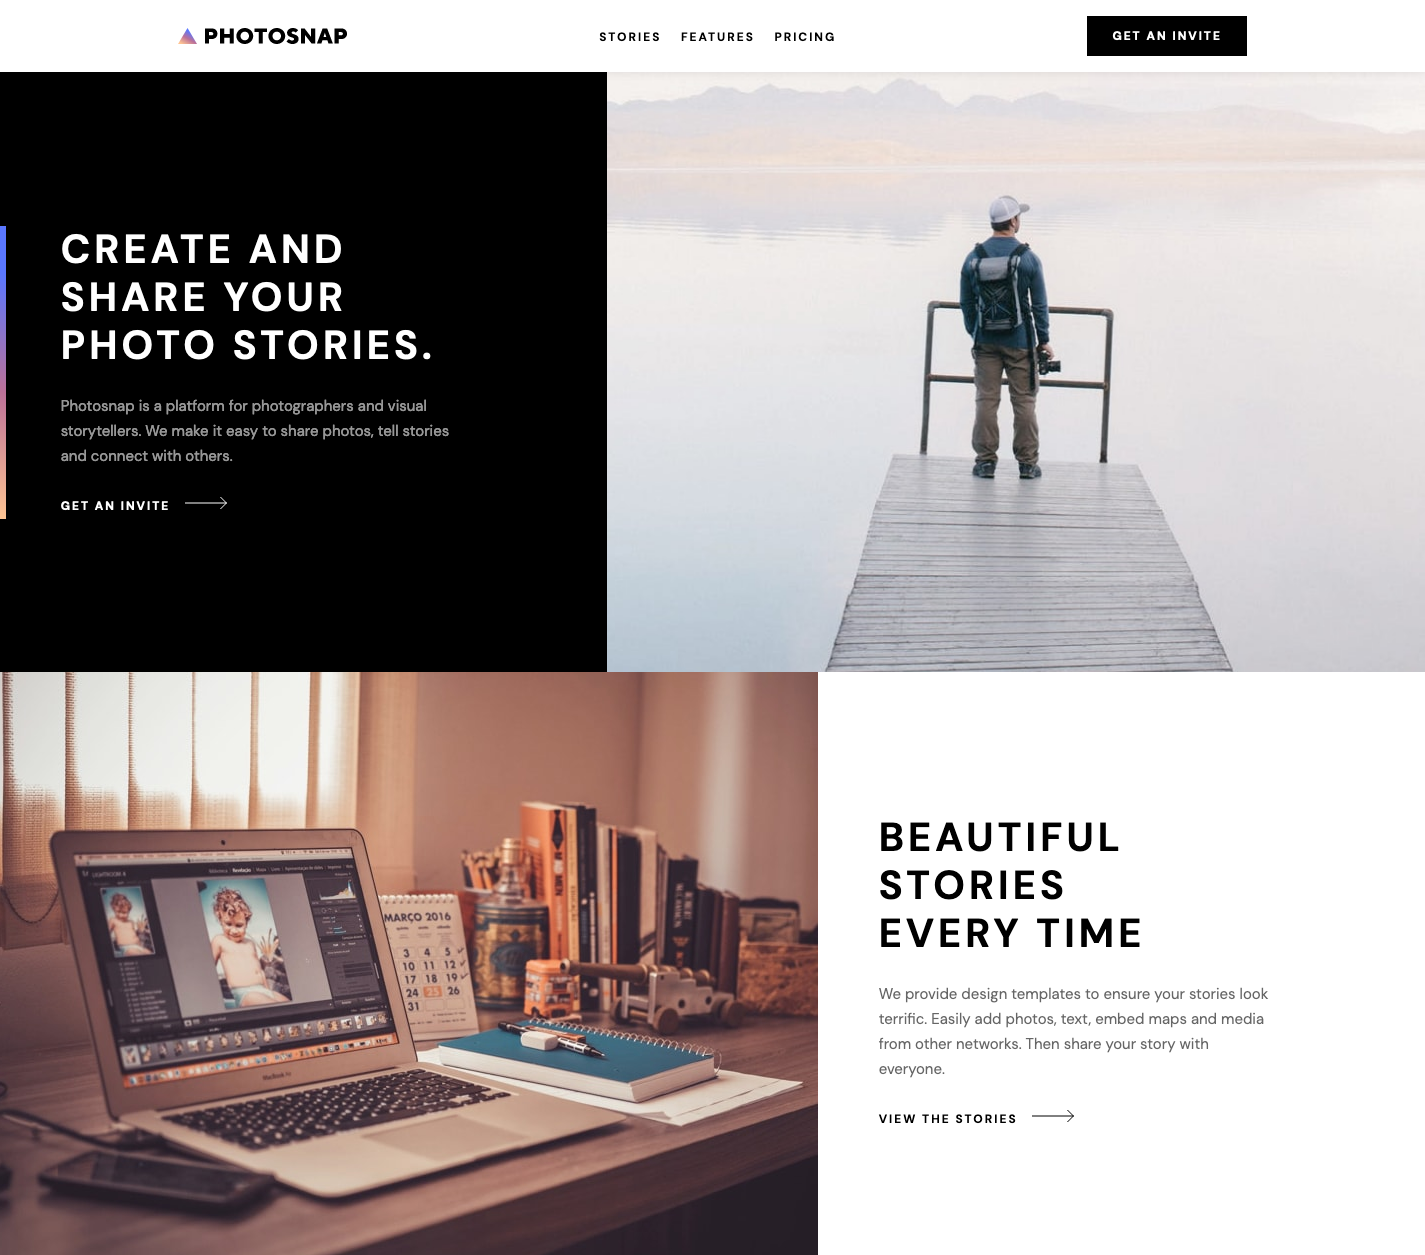 PHOTOSNAP
STORIES FEATURES PRICING
GET AN INVITE
CREATE AND
SHARE YOUR
PHOTO STORIES.
Photosnap is a platform for photographers and visual
storytellers. We make it easy to share photos, tell stories
and connect with others.
GET AN INVITE
MARÇO 2016
3 4 5
10 11 12
17 18 19
24 25 26
31
MacBook Air
BEAUTIFUL
STORIES
EVERY TIME
We provide design templates to ensure your stories look
terrific. Easily add photos, text, embed maps and media
from other networks. Then share your story with
everyone.
VIEW THE STORIES